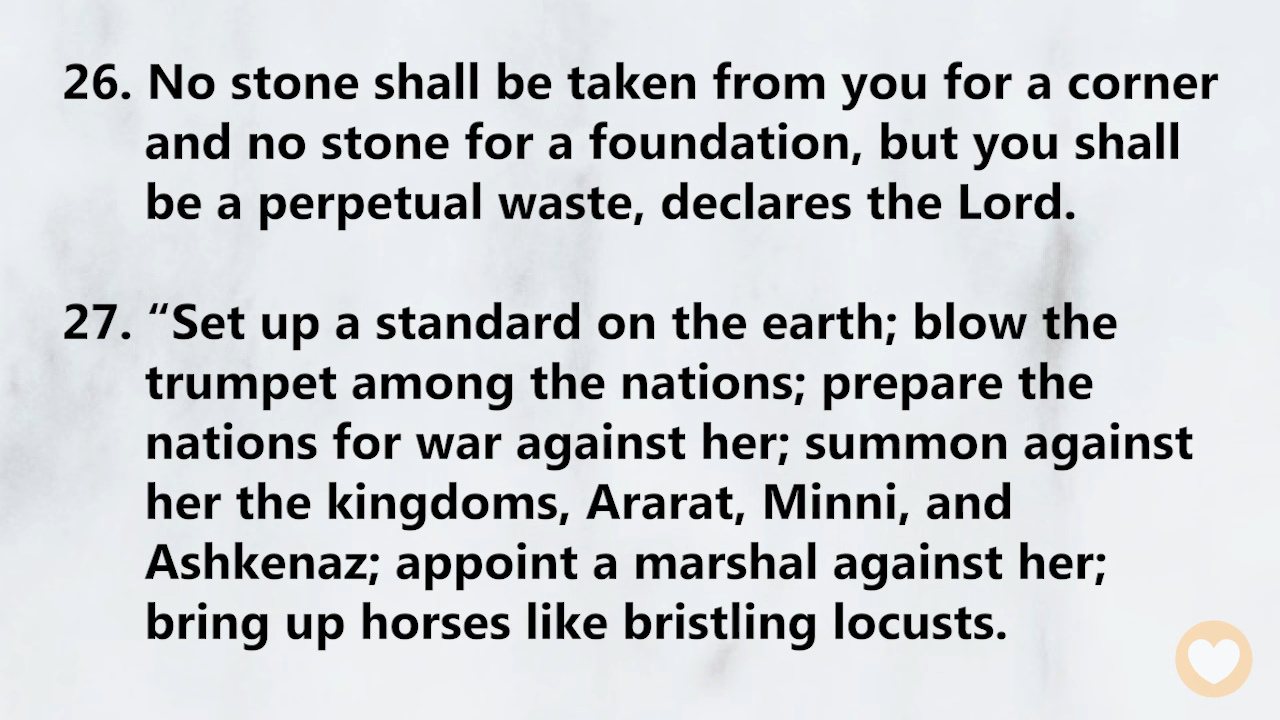 26. No stone shall be taken from you for a corner
and no stone for a foundation, but you shall
be a perpetual waste, declares the Lord.
27. “Set up a standard on the earth; blow the
trumpet among the nations; prepare the
nations for war against her; summon against
her the kingdoms, Ararat, Minni, and
Ashkenaz; appoint a marshal against her;
bring up horses like bristling locusts.